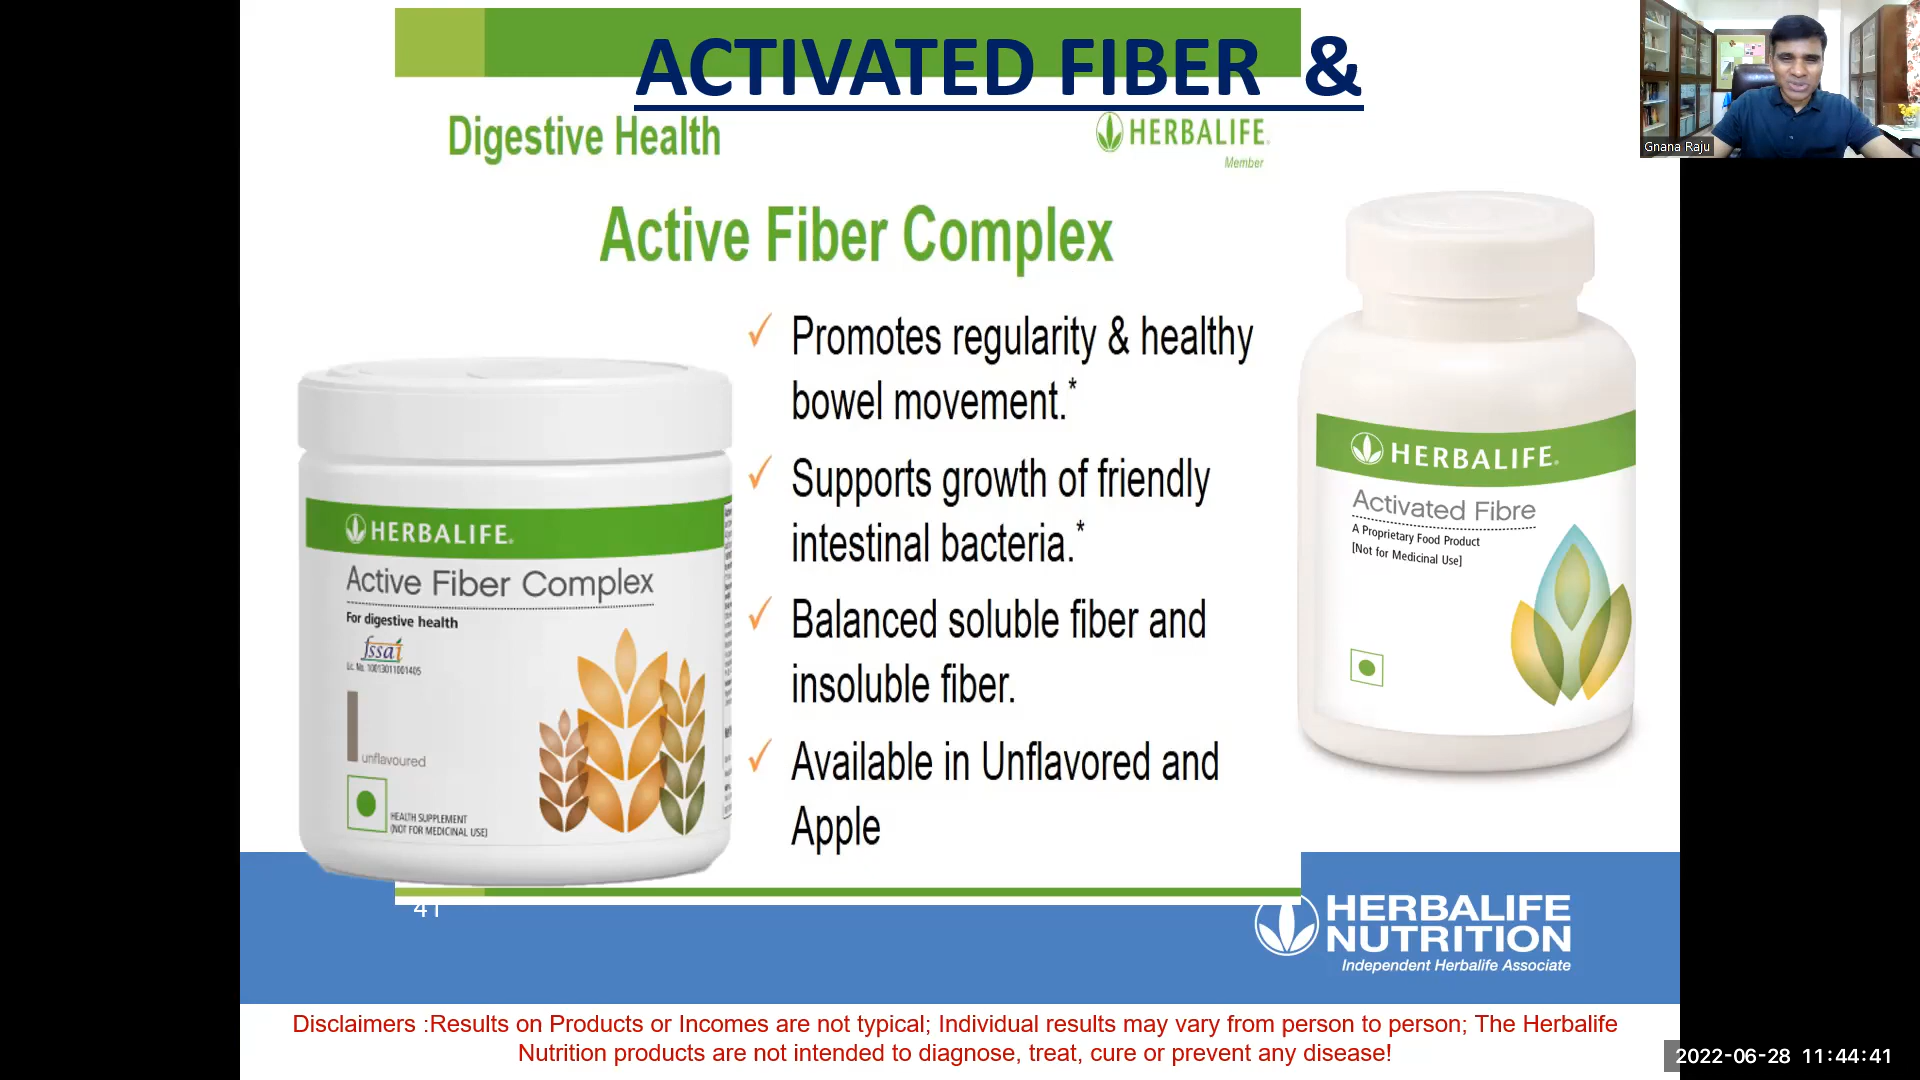 ACTIVATED FIBER &
Digestive Health
HERBALIFE
Member
Active Fiber Complex
✓ Promotes regularity & healthy
bowel movement.*
✓ Supports growth of friendly
intestinal bacteria.*
✓ Balanced soluble fiber and
insoluble fiber.
✓ Available in Unflavored and
Apple
HERBALIFE
Active Fiber Complex
For digestive health
fssai
Lic. No. 10013011001405
unflavoured
HEALTH SUPPLEMENT
(NOT FOR MEDICINAL USE)
HERBALIFE
Activated Fibre
A Proprietary Food Product
[Not for Medicinal Use]
41
HERBALIFE
NUTRITION
Independent Herbalife Associate
Disclaimers :Results on Products or Incomes are not typical; Individual results may vary from person to person; The Herbalife
Nutrition products are not intended to diagnose, treat, cure or prevent any disease!
Gnana Raju
2022-06-28 11:44:41